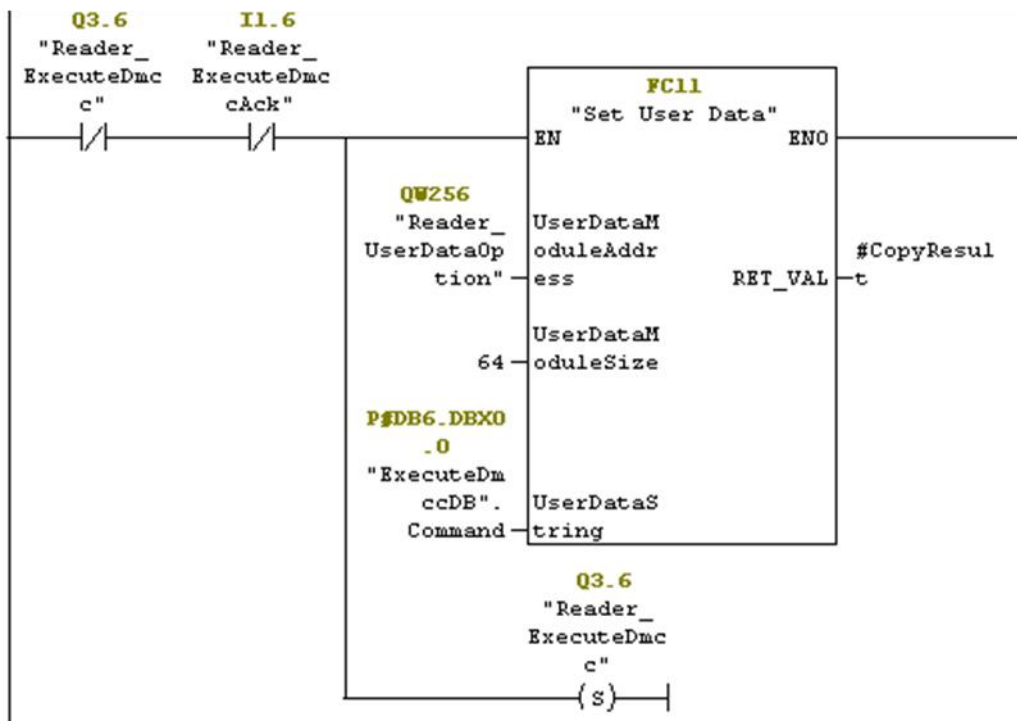 Q3.6
"Reader_
ExecuteDmc
c"
I1.6
"Reader_
ExecuteDmc
cAck"
FC11
"Set User Data"
EN
ENO
QW256
"Reader_
UserDataOp
tion"
UserDataM
oduleAddr
ess
RET_VAL
#CopyResul
t
64
UserDataM
oduleSize
P#DB6.DBX0
.0
"ExecuteDm
ccDB".
Command
UserDataS
tring
Q3.6
"Reader_
ExecuteDmc
c"
S